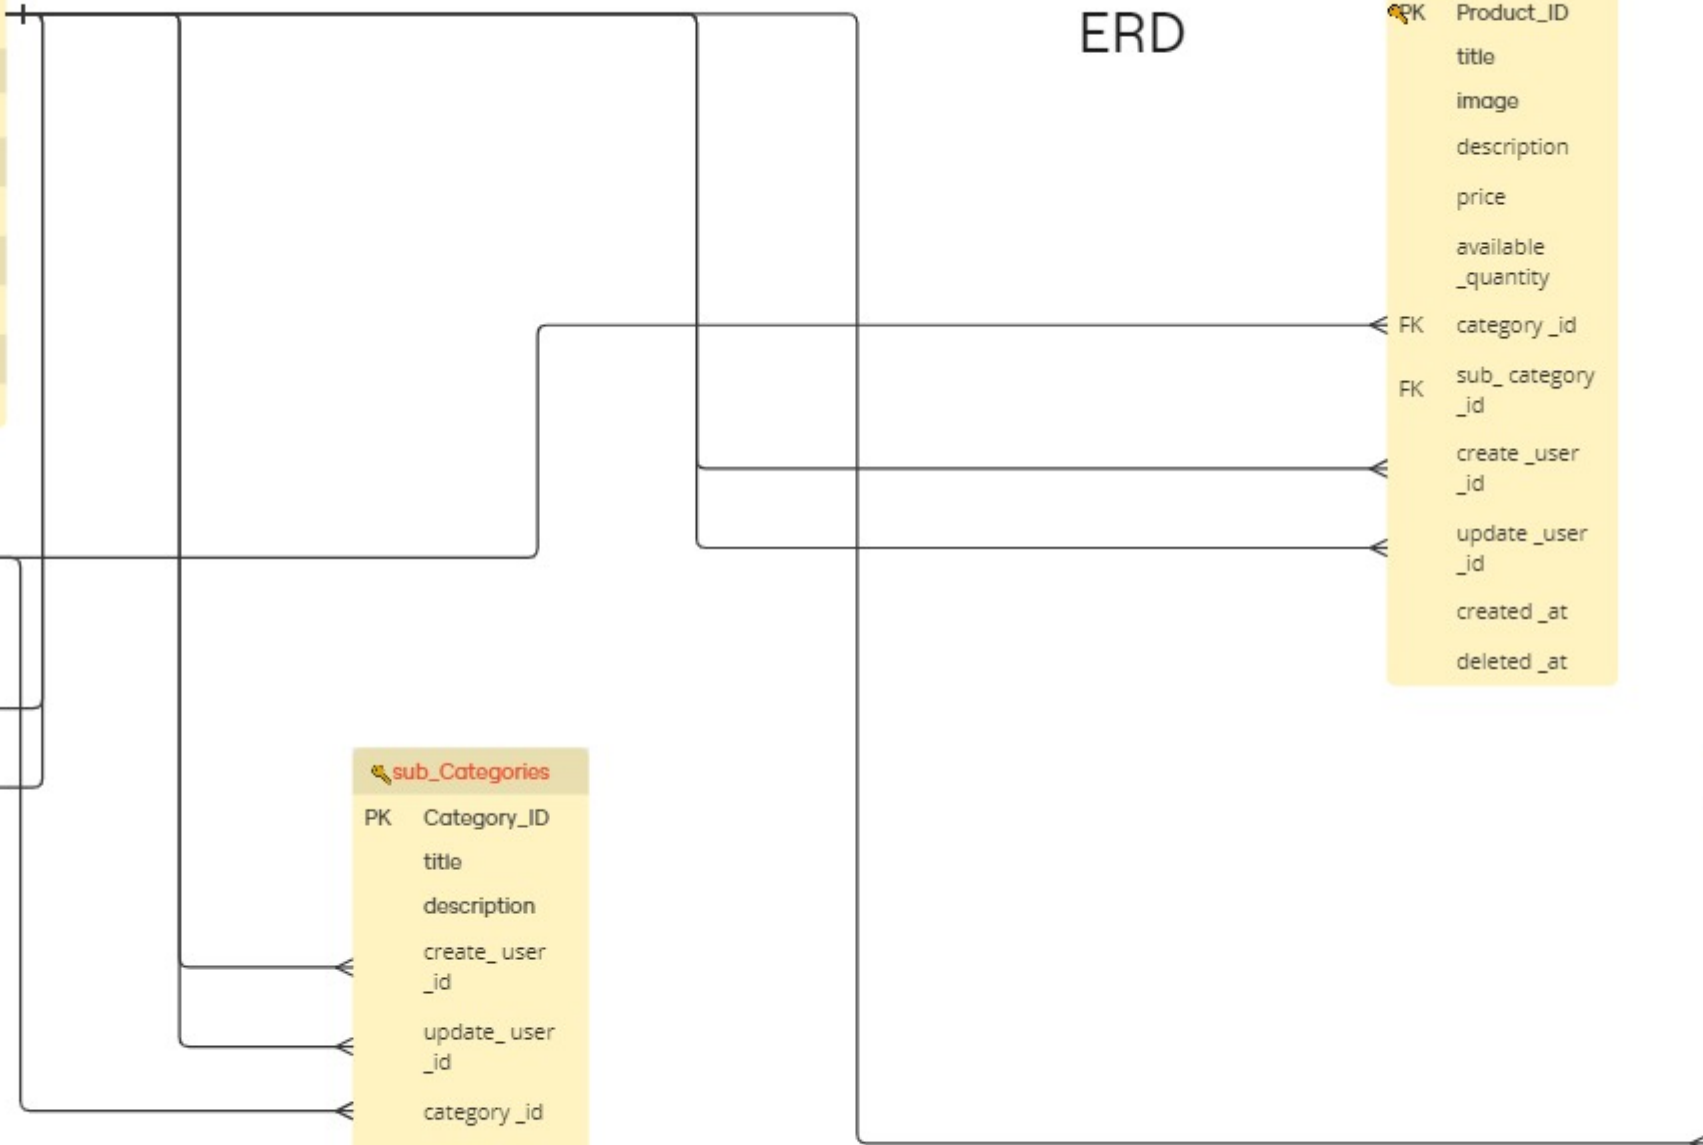 ERD
PK Product_ID
title
image
description
price
available
_quantity
FK category _id
FK sub_ category
_id
create _user
_id
update _user
_id
created _at
deleted _at
sub_Categories
PK Category_ID
title
description
create_ user
_id
update_ user
_id
category _id